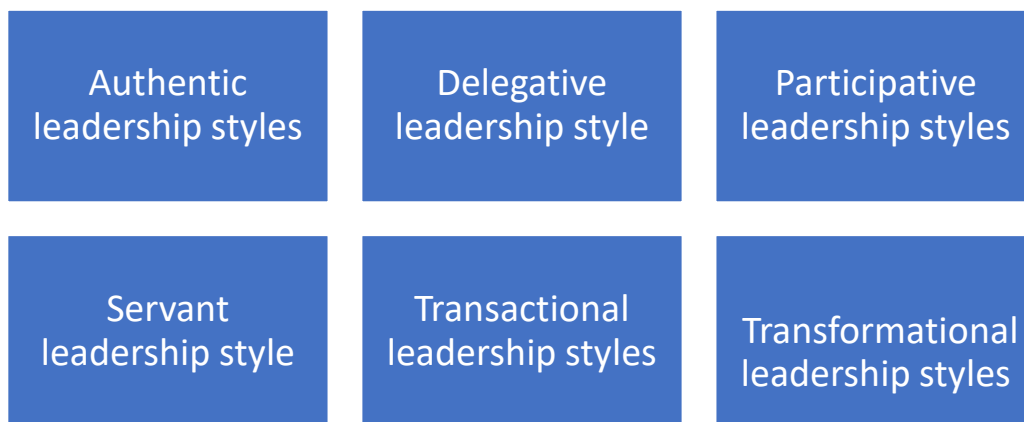 Authentic
leadership styles
Delegative
leadership style
Participative
leadership styles
Servant
leadership style
Transactional
leadership styles
Transformational
leadership styles